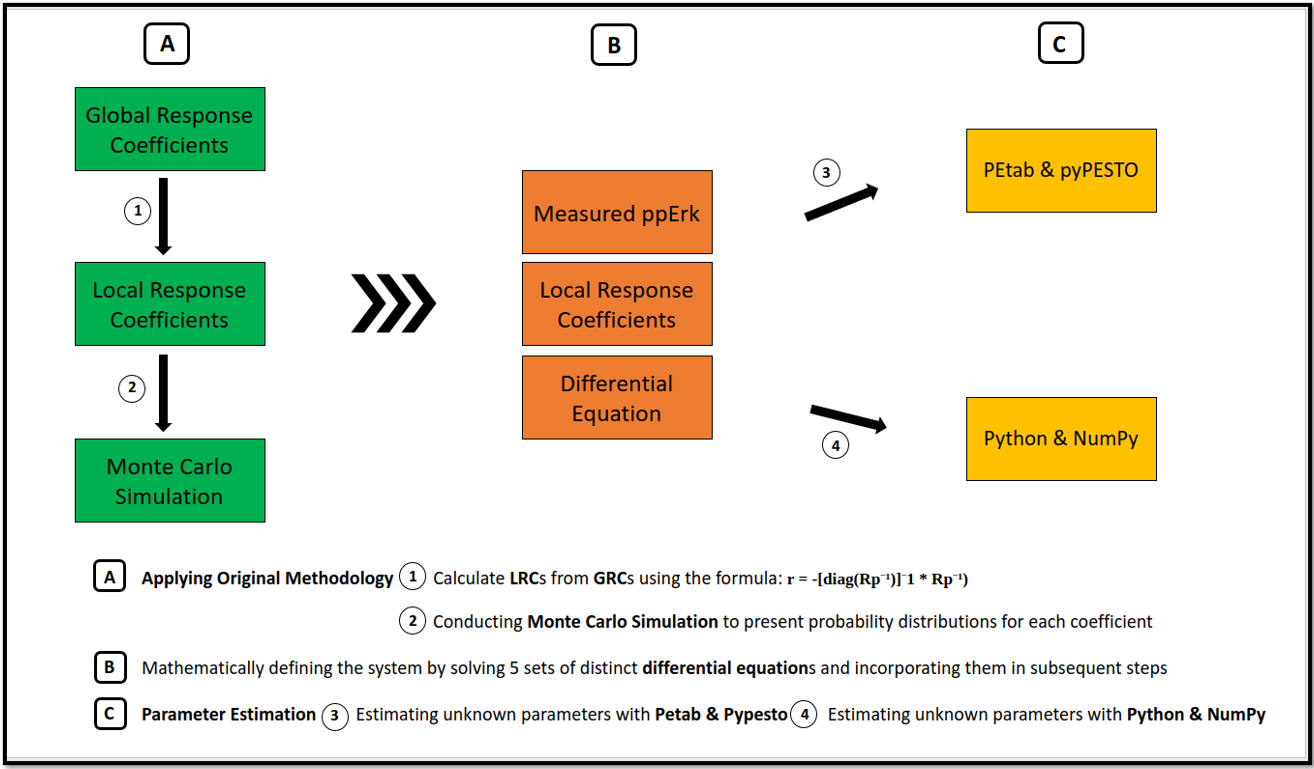 A
B
C
Global Response
Coefficients
1
Local Response
Coefficients
2
Monte Carlo
Simulation
Measured ppErk
Local Response
Coefficients
Differential
Equation
3
PEtab & pyPESTO
4
Python & NumPy
A Applying Original Methodology 1 Calculate LRCs from GRCs using the formula: r = -[diag(Rp⁻¹)]⁻1 * Rp⁻¹)
2 Conducting Monte Carlo Simulation to present probability distributions for each coefficient
B Mathematically defining the system by solving 5 sets of distinct differential equations and incorporating them in subsequent steps
C Parameter Estimation 3 Estimating unknown parameters with Petab & Pypesto 4 Estimating unknown parameters with Python & NumPy